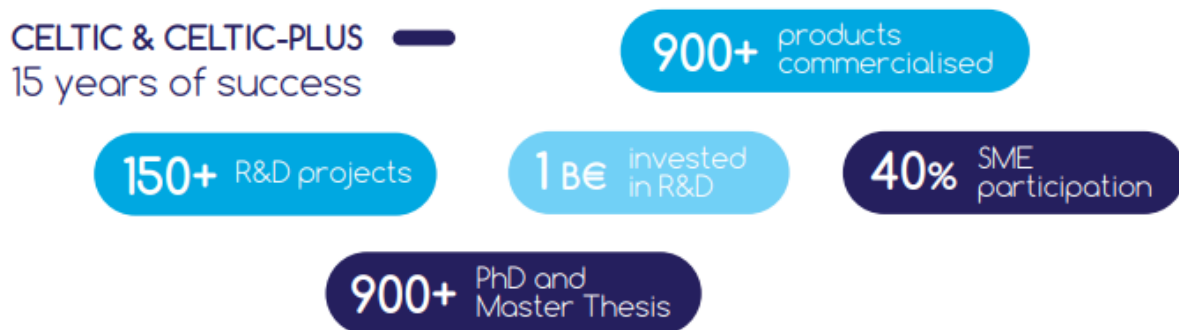 CELTIC & CELTIC-PLUS
15 years of success
900+ products
commercialised
150+ R&D projects
1 B€ invested
in R&D
40% SME
participation
900+ PhD and
Master Thesis